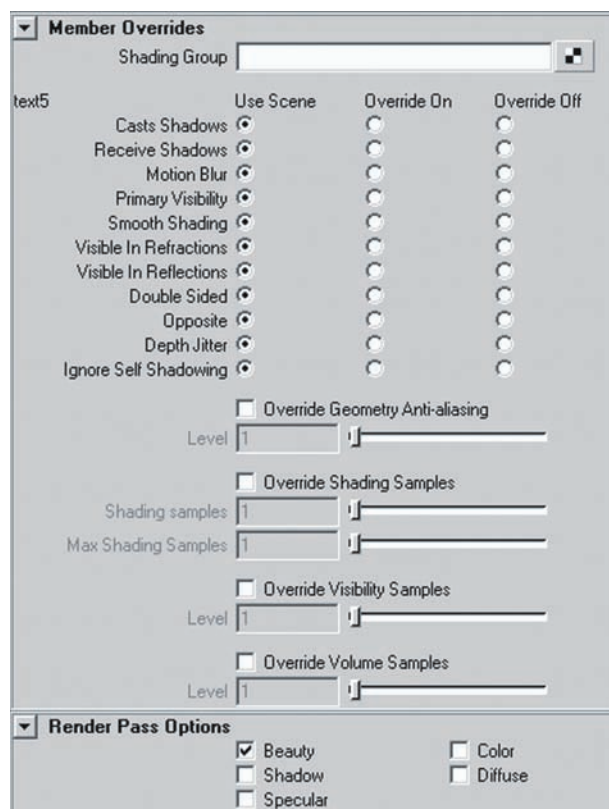 Member Overrides
Shading Group
text5 Use Scene Override On Override Off
Casts Shadows
Receive Shadows
Motion Blur
Primary Visibility
Smooth Shading
Visible In Refractions
Visible In Reflections
Double Sided
Opposite
Depth Jitter
Ignore Self Shadowing
Override Geometry Anti-aliasing
Level 1
Override Shading Samples
Shading samples 1
Max Shading Samples 1
Override Visibility Samples
Level 1
Override Volume Samples
Level 1
Render Pass Options
Beauty Color
Shadow Diffuse
Specular